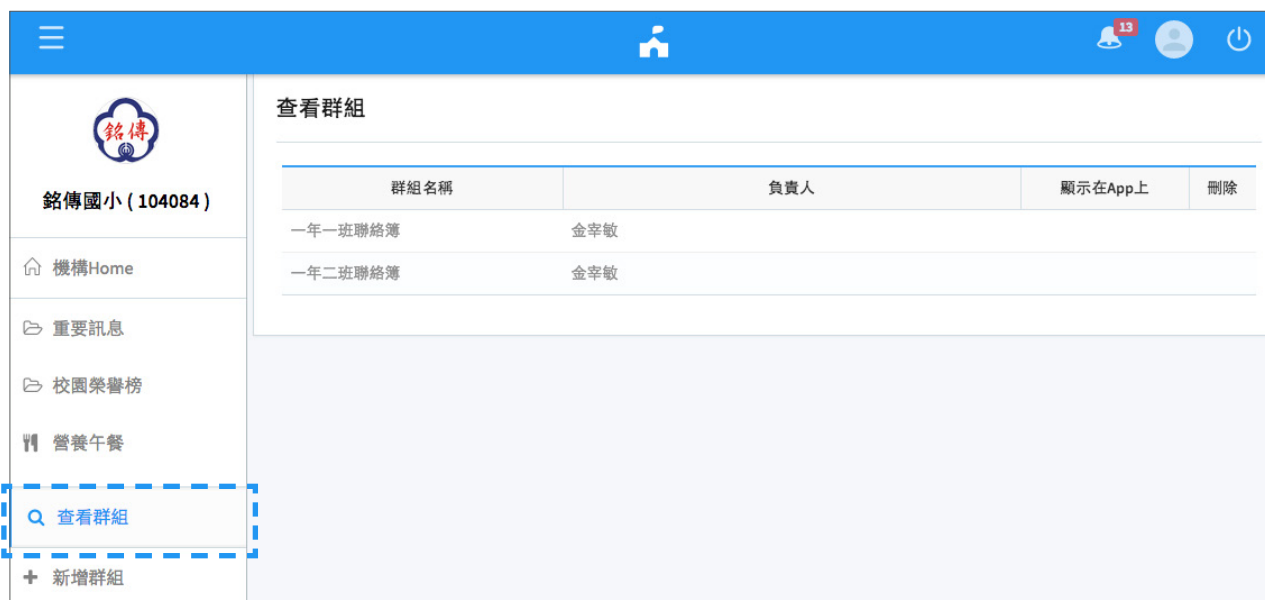 13
銘傳
銘傳國小 ( 104084 )
機構Home
重要訊息
校園榮譽榜
營養午餐
查看群組
新增群組
查看群組
群組名稱 負責人 顯示在App上 刪除
一年一班聯絡簿 金宰敏
一年二班聯絡簿 金宰敏